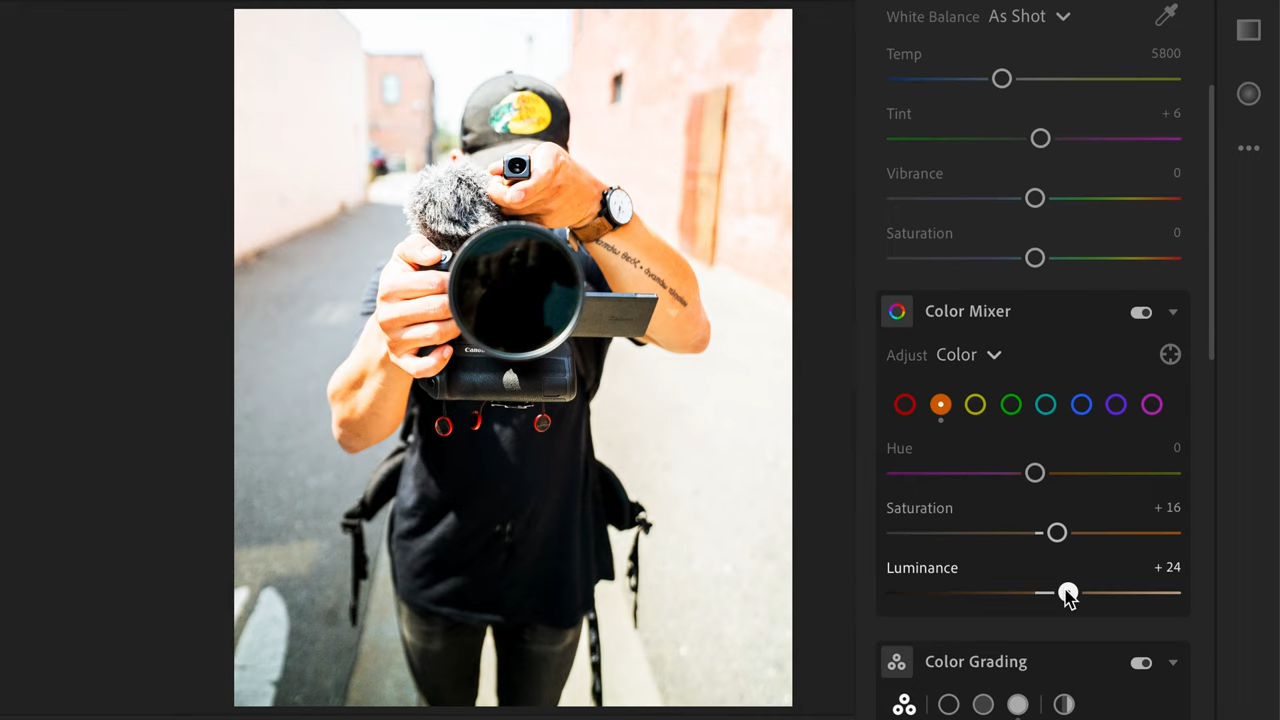 White Balance As Shot
Temp 5800
Tint + 6
Vibrance 0
Saturation 0
Color Mixer
Adjust Color
Hue 0
Saturation + 16
Luminance + 24
Color Grading